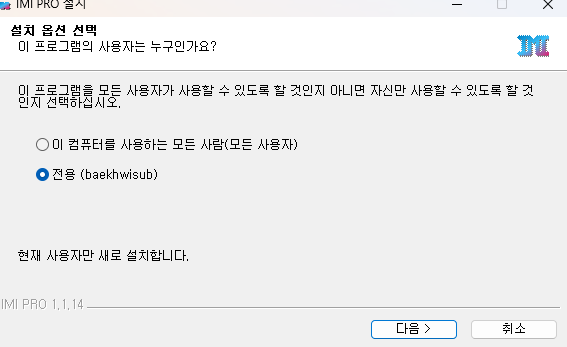 IMI PRO 설치
설치 옵션 선택
이 프로그램의 사용자는 누구인가요?
IMI
이 프로그램을 모든 사용자가 사용할 수 있도록 할 것인지 아니면 자신만 사용할 수 있도록 할 것
인지 선택하십시오.
이 컴퓨터를 사용하는 모든 사람(모든 사용자)
전용 (baekhwisub)
현재 사용자만 새로 설치합니다.
IMI PRO 1.1.14
다음 >
취소